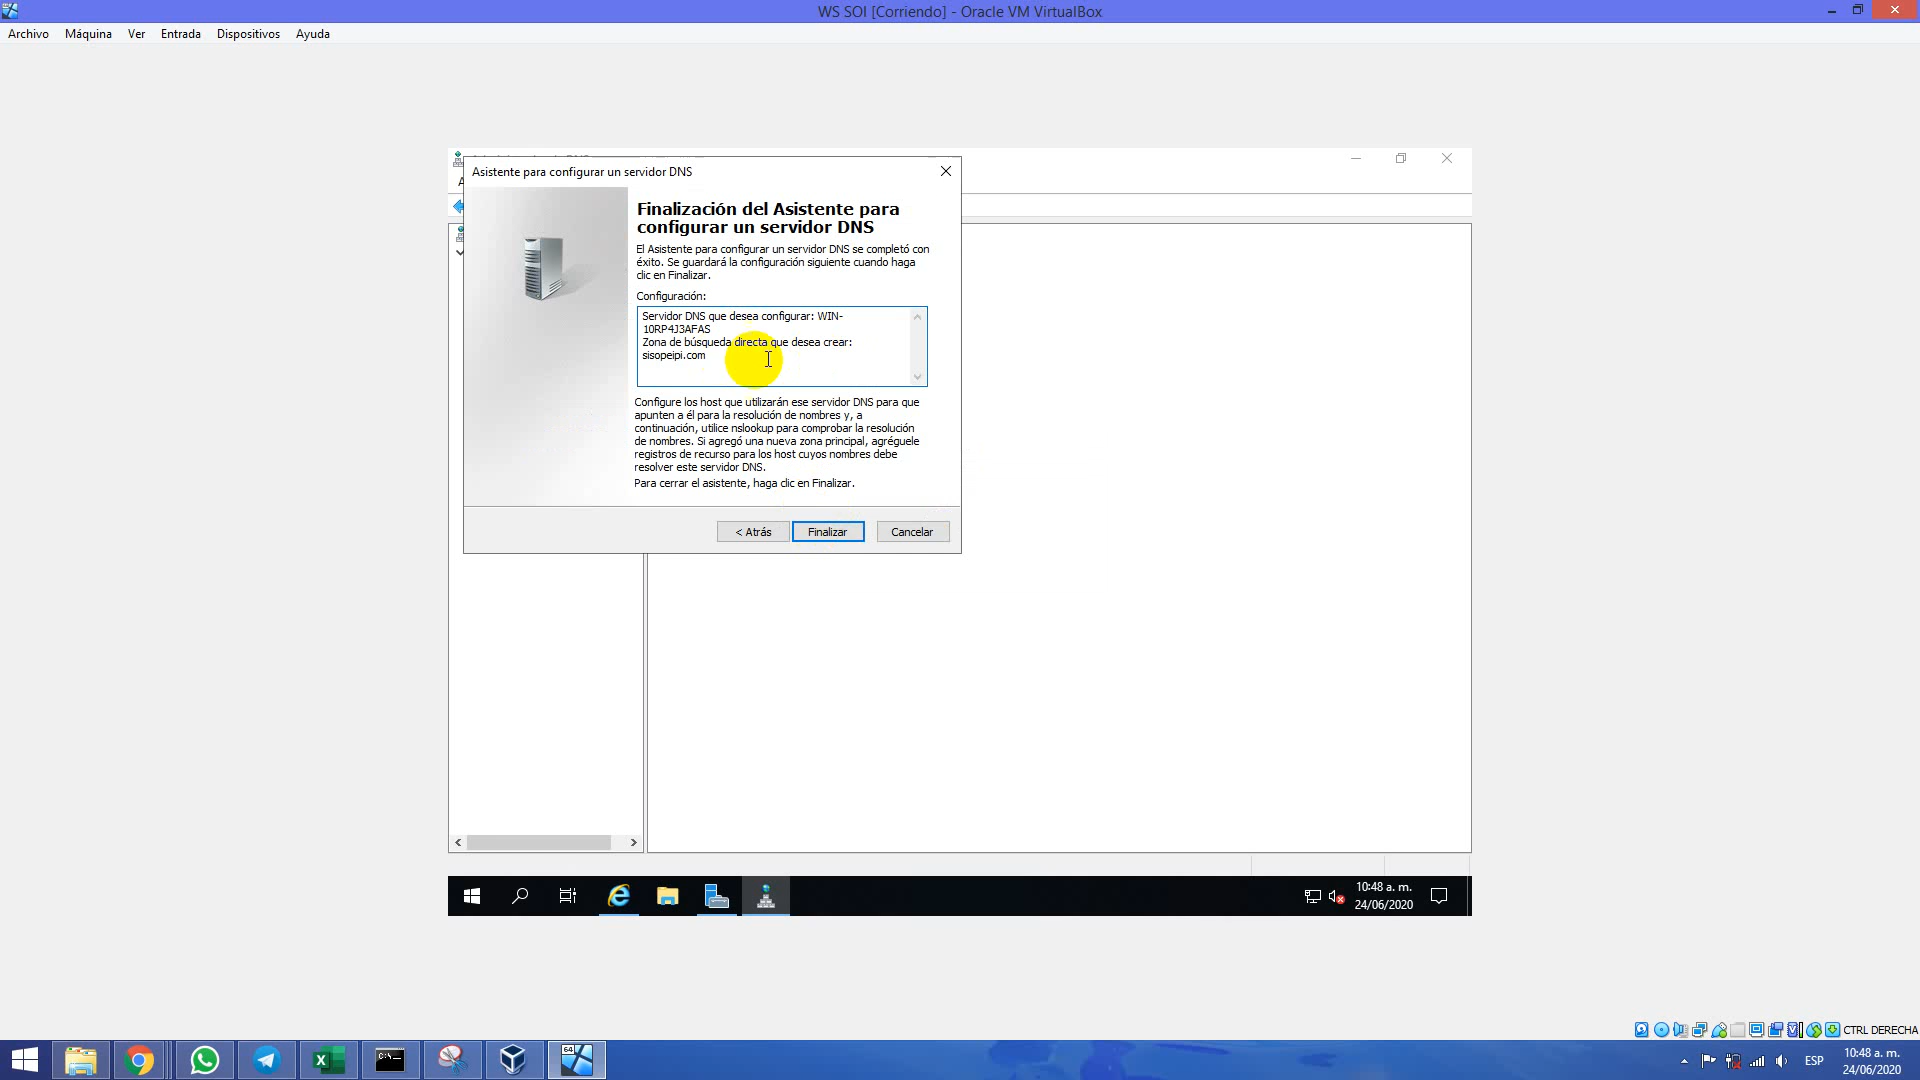 WS SOI [Corriendo] - Oracle VM VirtualBox
Archivo Máquina Ver Entrada Dispositivos Ayuda
Asistente para configurar un servidor DNS
Finalización del Asistente para
configurar un servidor DNS
El Asistente para configurar un servidor DNS se completó con
éxito. Se guardará la configuración siguiente cuando haga
clic en Finalizar.
Configuración:
Servidor DNS que desea configurar: WIN-
10RP4J3AFAS
Zona de búsqueda directa que desea crear:
sisopeipi.com
Configure los host que utilizarán ese servidor DNS para que
apunten a él para la resolución de nombres y, a
continuación, utilice nslookup para comprobar la resolución
de nombres. Si agregó una nueva zona principal, agréguele
registros de recurso para los host cuyos nombres debe
resolver este servidor DNS.
Para cerrar el asistente, haga clic en Finalizar.
< Atrás Finalizar Cancelar
10:48 a. m.
24/06/2020
CTRL DERECHA
ESP
10:48 a. m.
24/06/2020